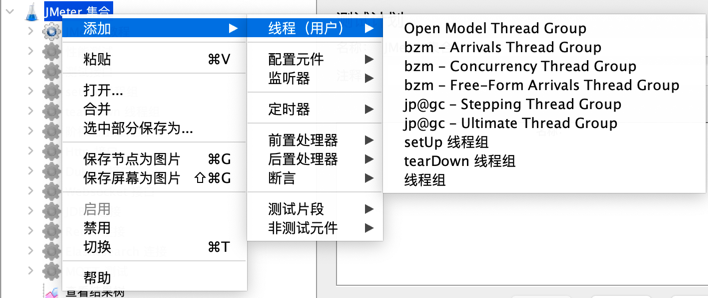 JMeter 集合
添加
粘贴 ⌘V
打开...
合并
选中部分保存为...
保存节点为图片 ⌘G
保存屏幕为图片 ⇧⌘G
启用
禁用
切换 ⌘T
帮助
查看结果树
线程（用户）
配置元件
监听器
定时器
前置处理器
后置处理器
断言
测试片段
非测试元件
Open Model Thread Group
bzm - Arrivals Thread Group
bzm - Concurrency Thread Group
bzm - Free-Form Arrivals Thread Group
jp@gc - Stepping Thread Group
jp@gc - Ultimate Thread Group
setUp 线程组
tearDown 线程组
线程组